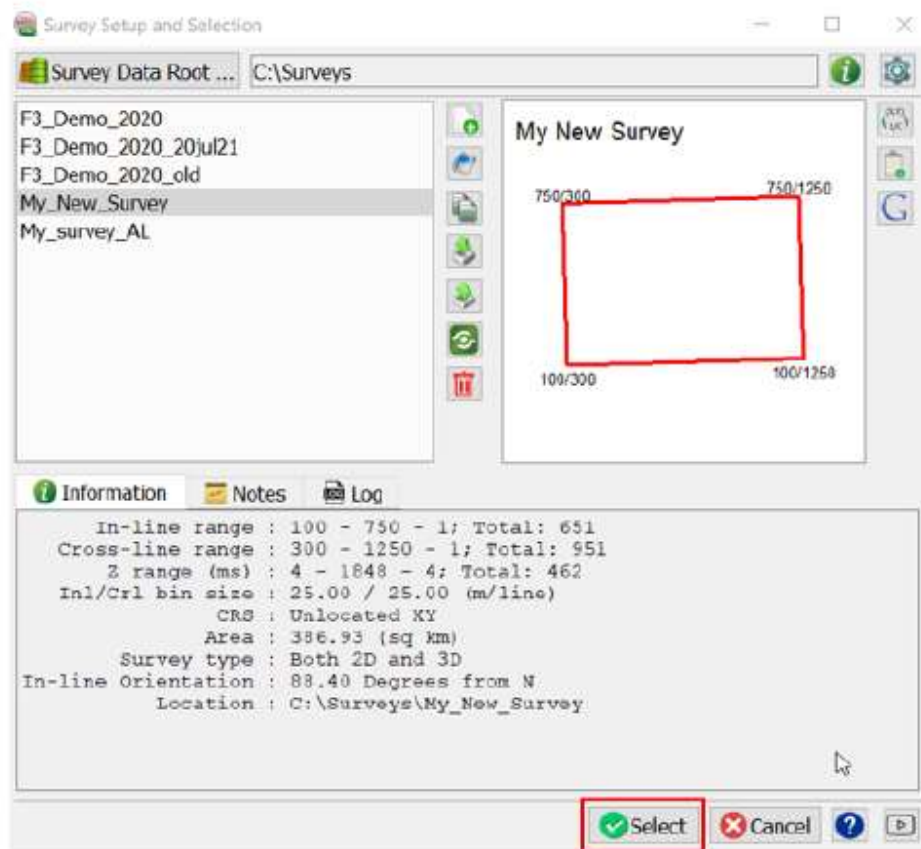 Survey Setup and Selection
Survey Data Root ... C:\Surveys
F3_Demo_2020
F3_Demo_2020_20jul21
F3_Demo_2020_old
My_New_Survey
My_survey_AL
My New Survey
750/300
750/1250
100/300
100/1250
G
Information Notes Log
In-line range : 100 - 750 - 1; Total: 651
Cross-line range : 300 - 1250 - 1; Total: 951
Z range (ms) : 4 - 1848 - 4; Total: 462
Inl/Crl bin size : 25.00 / 25.00 (m/line)
CRS : Unlocated XY
Area : 386.93 (sq km)
Survey type : Both 2D and 3D
In-line Orientation : 88.40 Degrees from N
Location : C:\Surveys\My_New_Survey
Select Cancel ?